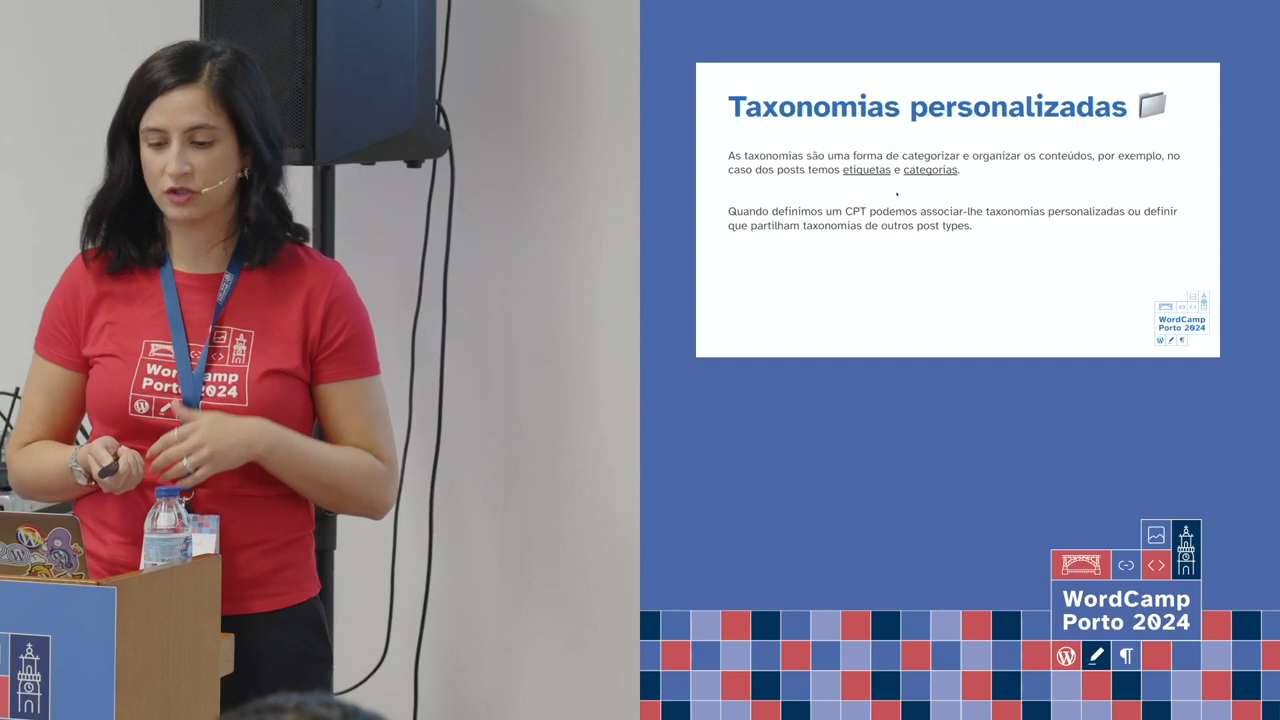 WordCamp
Porto 2024
Taxonomias personalizadas
As taxonomias são uma forma de categorizar e organizar os conteúdos, por exemplo, no
caso dos posts temos etiquetas e categorias.
Quando definimos um CPT podemos associar-lhe taxonomias personalizadas ou definir
que partilham taxonomias de outros post types.
WordCamp
Porto 2024
WordCamp
Porto 2024